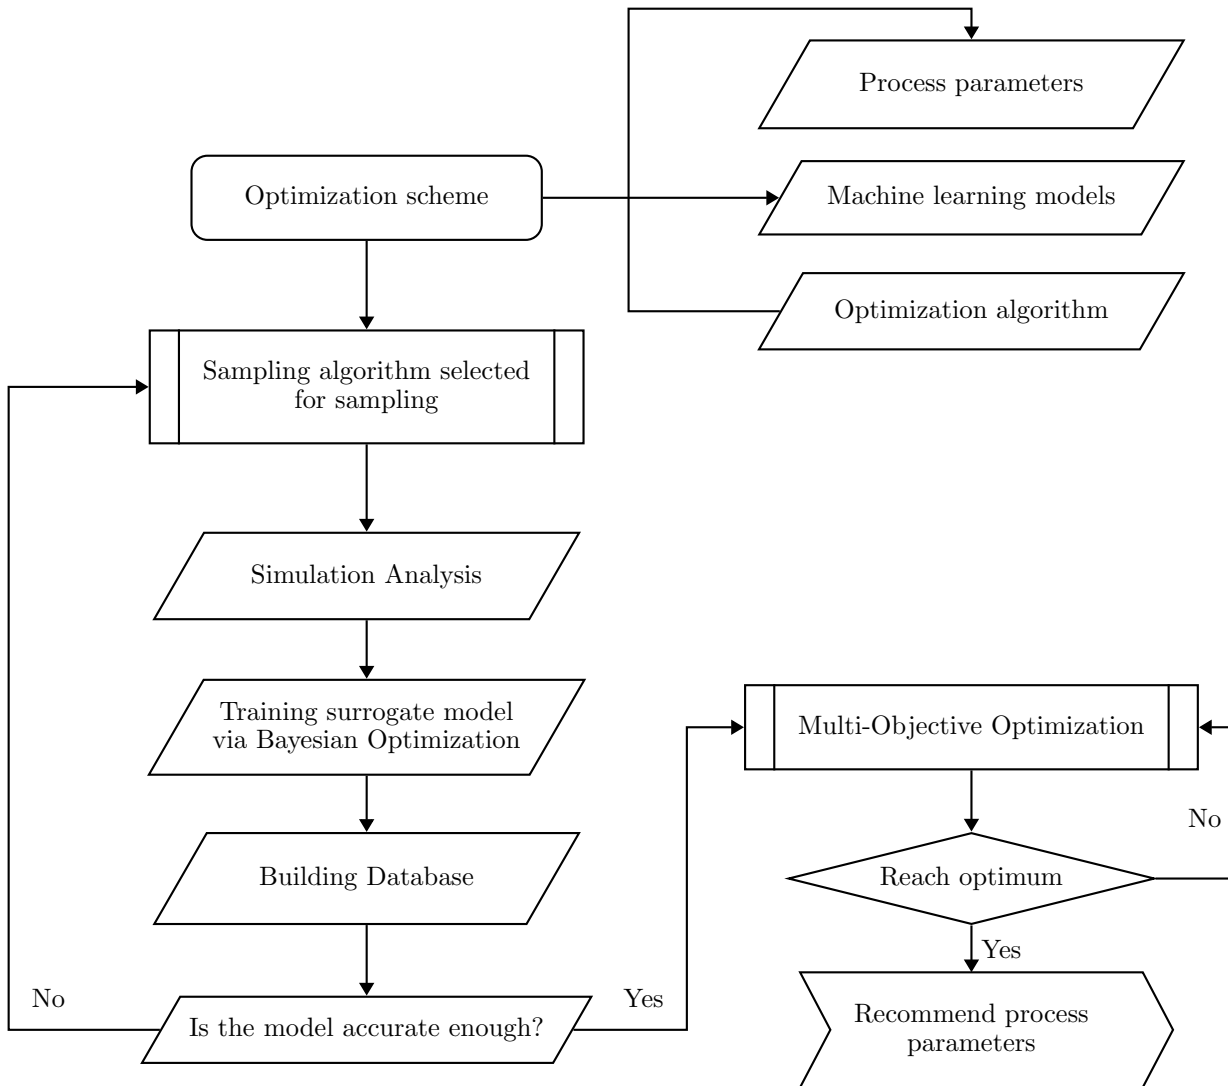 Process parameters
Optimization scheme
Machine learning models
Optimization algorithm
Sampling algorithm selected
for sampling
Simulation Analysis
Training surrogate model
via Bayesian Optimization
Multi-Objective Optimization
No
Building Database
Reach optimum
Yes
No
Yes
Is the model accurate enough?
Recommend process
parameters